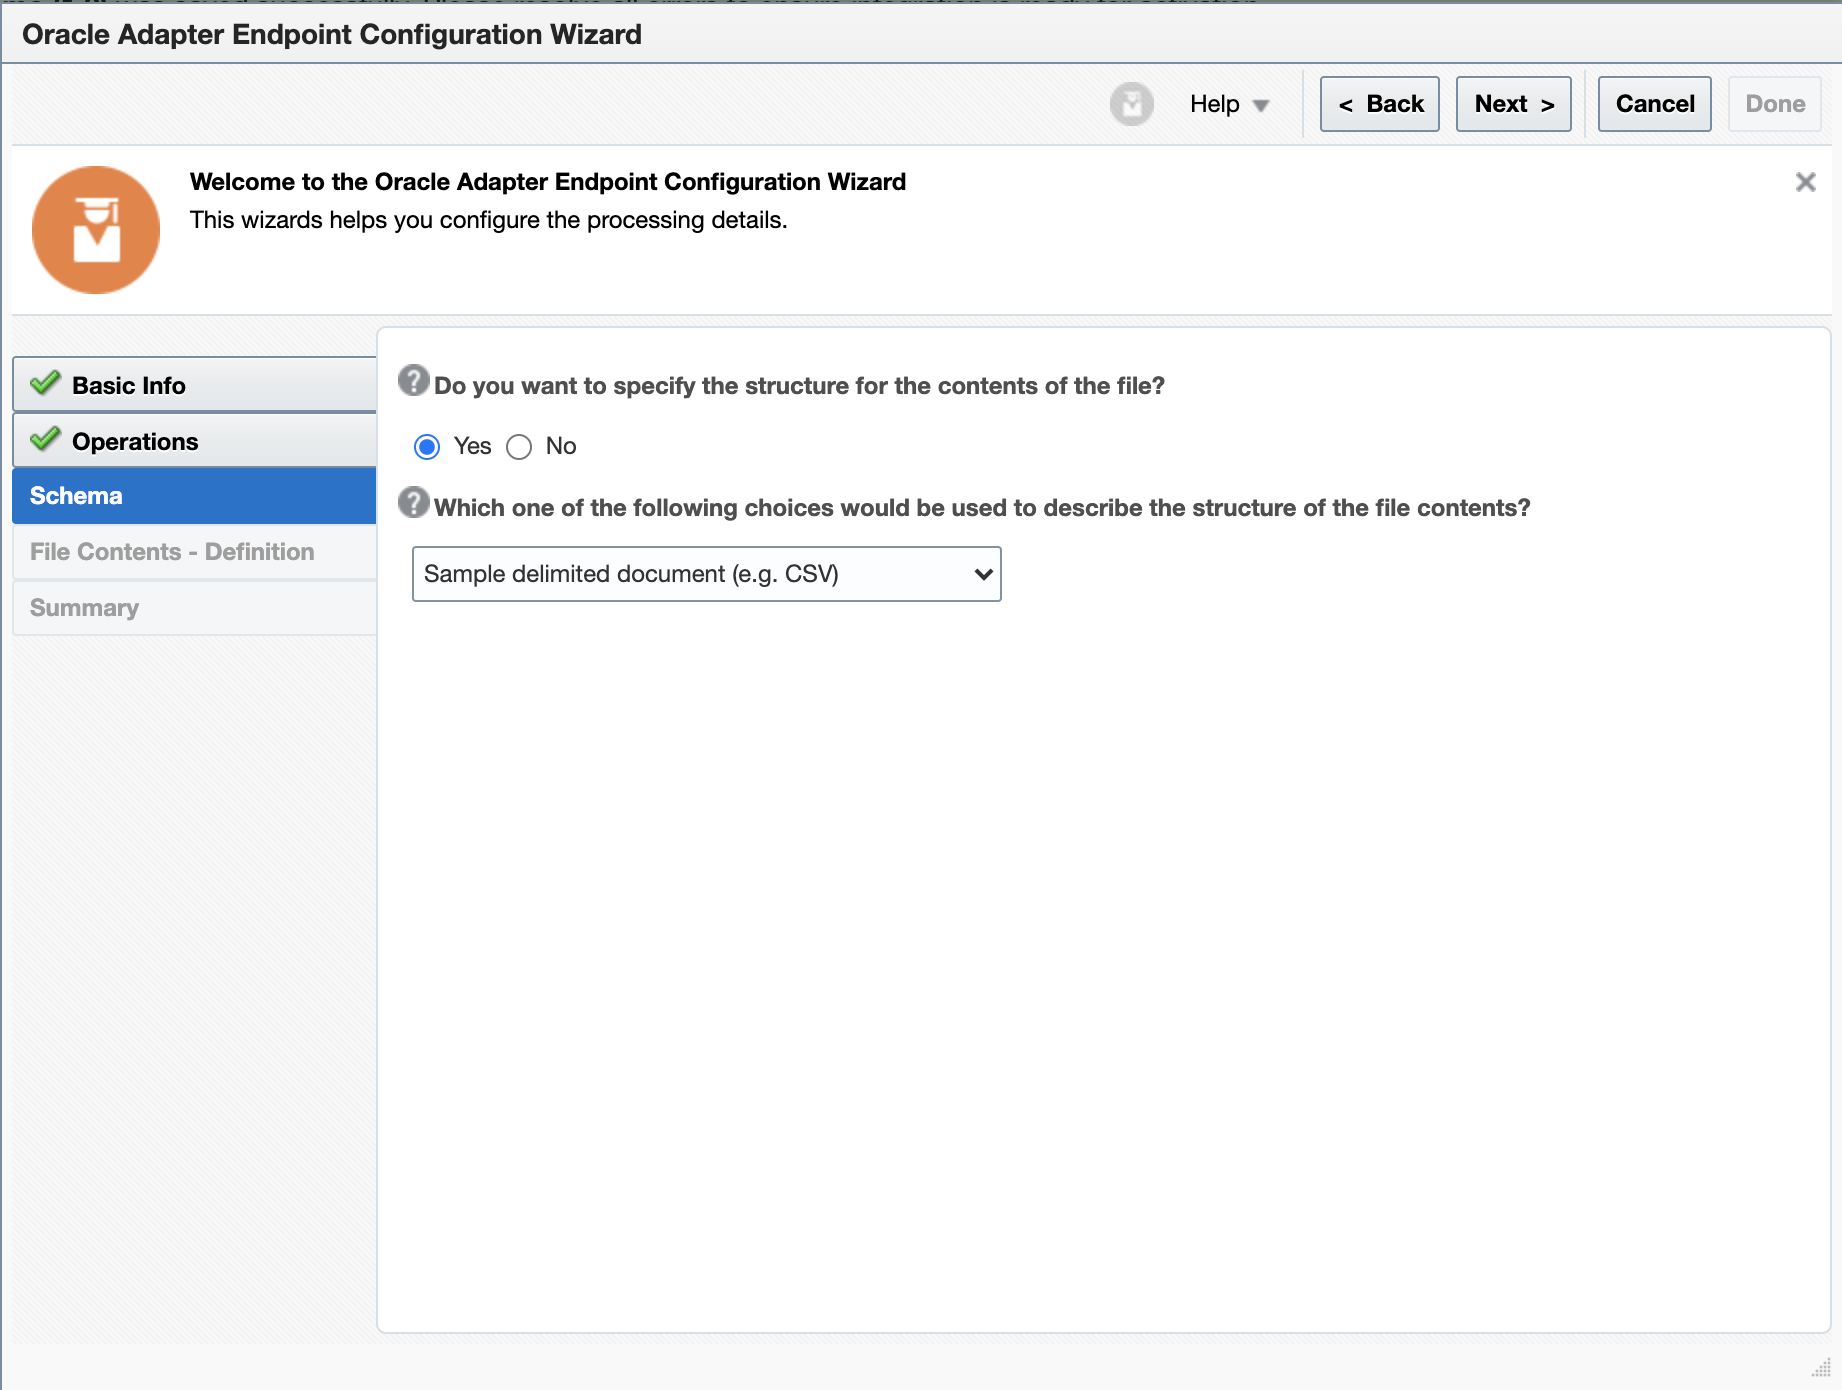 Oracle Adapter Endpoint Configuration Wizard
Help
< Back
Next >
Cancel
Done
Welcome to the Oracle Adapter Endpoint Configuration Wizard
This wizards helps you configure the processing details.
Basic Info
Operations
Schema
File Contents - Definition
Summary
Do you want to specify the structure for the contents of the file?
Yes No
Which one of the following choices would be used to describe the structure of the file contents?
Sample delimited document (e.g. CSV)